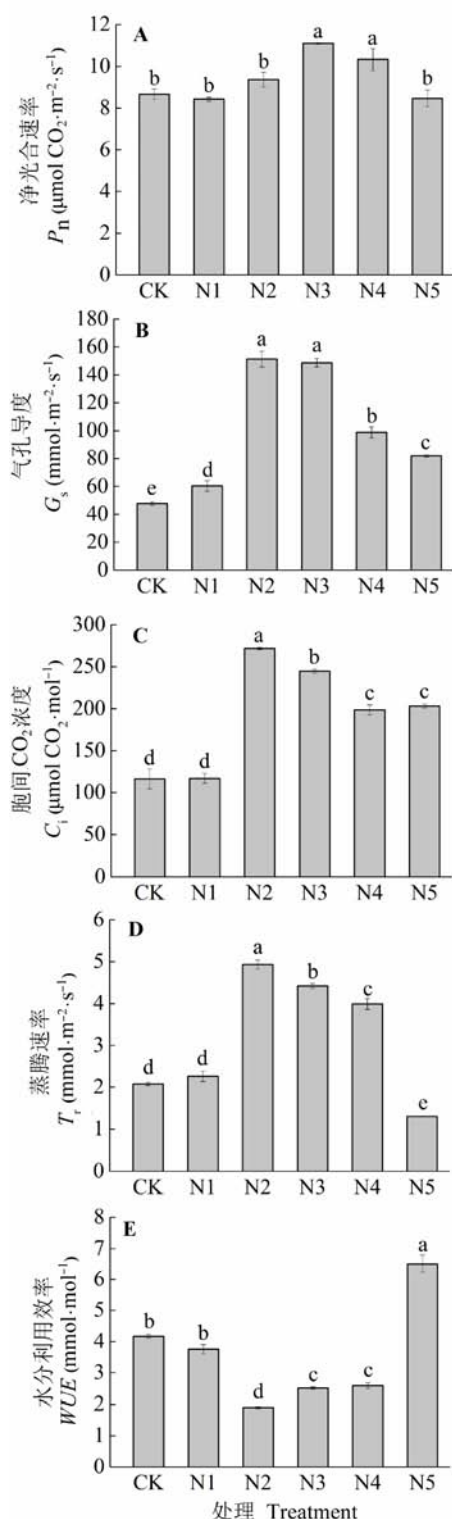 A
净光合速率
Pn (μmol CO2·m−2·s−1)
12
10
8
6
4
2
0
b
b
b
a
a
b
CK N1 N2 N3 N4 N5
B
气孔导度
Gs (mmol·m−2·s−1)
180
160
140
120
100
80
60
40
20
0
e
d
a
a
b
c
CK N1 N2 N3 N4 N5
C
胞间CO2浓度
Ci (μmol CO2·mol−1)
300
250
200
150
100
50
0
d
d
a
b
c
c
CK N1 N2 N3 N4 N5
D
蒸腾速率
Tr (mmol·m−2·s−1)
6
5
4
3
2
1
0
d
d
a
b
c
e
CK N1 N2 N3 N4 N5
E
水分利用效率
WUE (mmol·mol−1)
8
7
6
5
4
3
2
1
0
b
b
d
c
c
a
CK N1 N2 N3 N4 N5
处理 Treatment